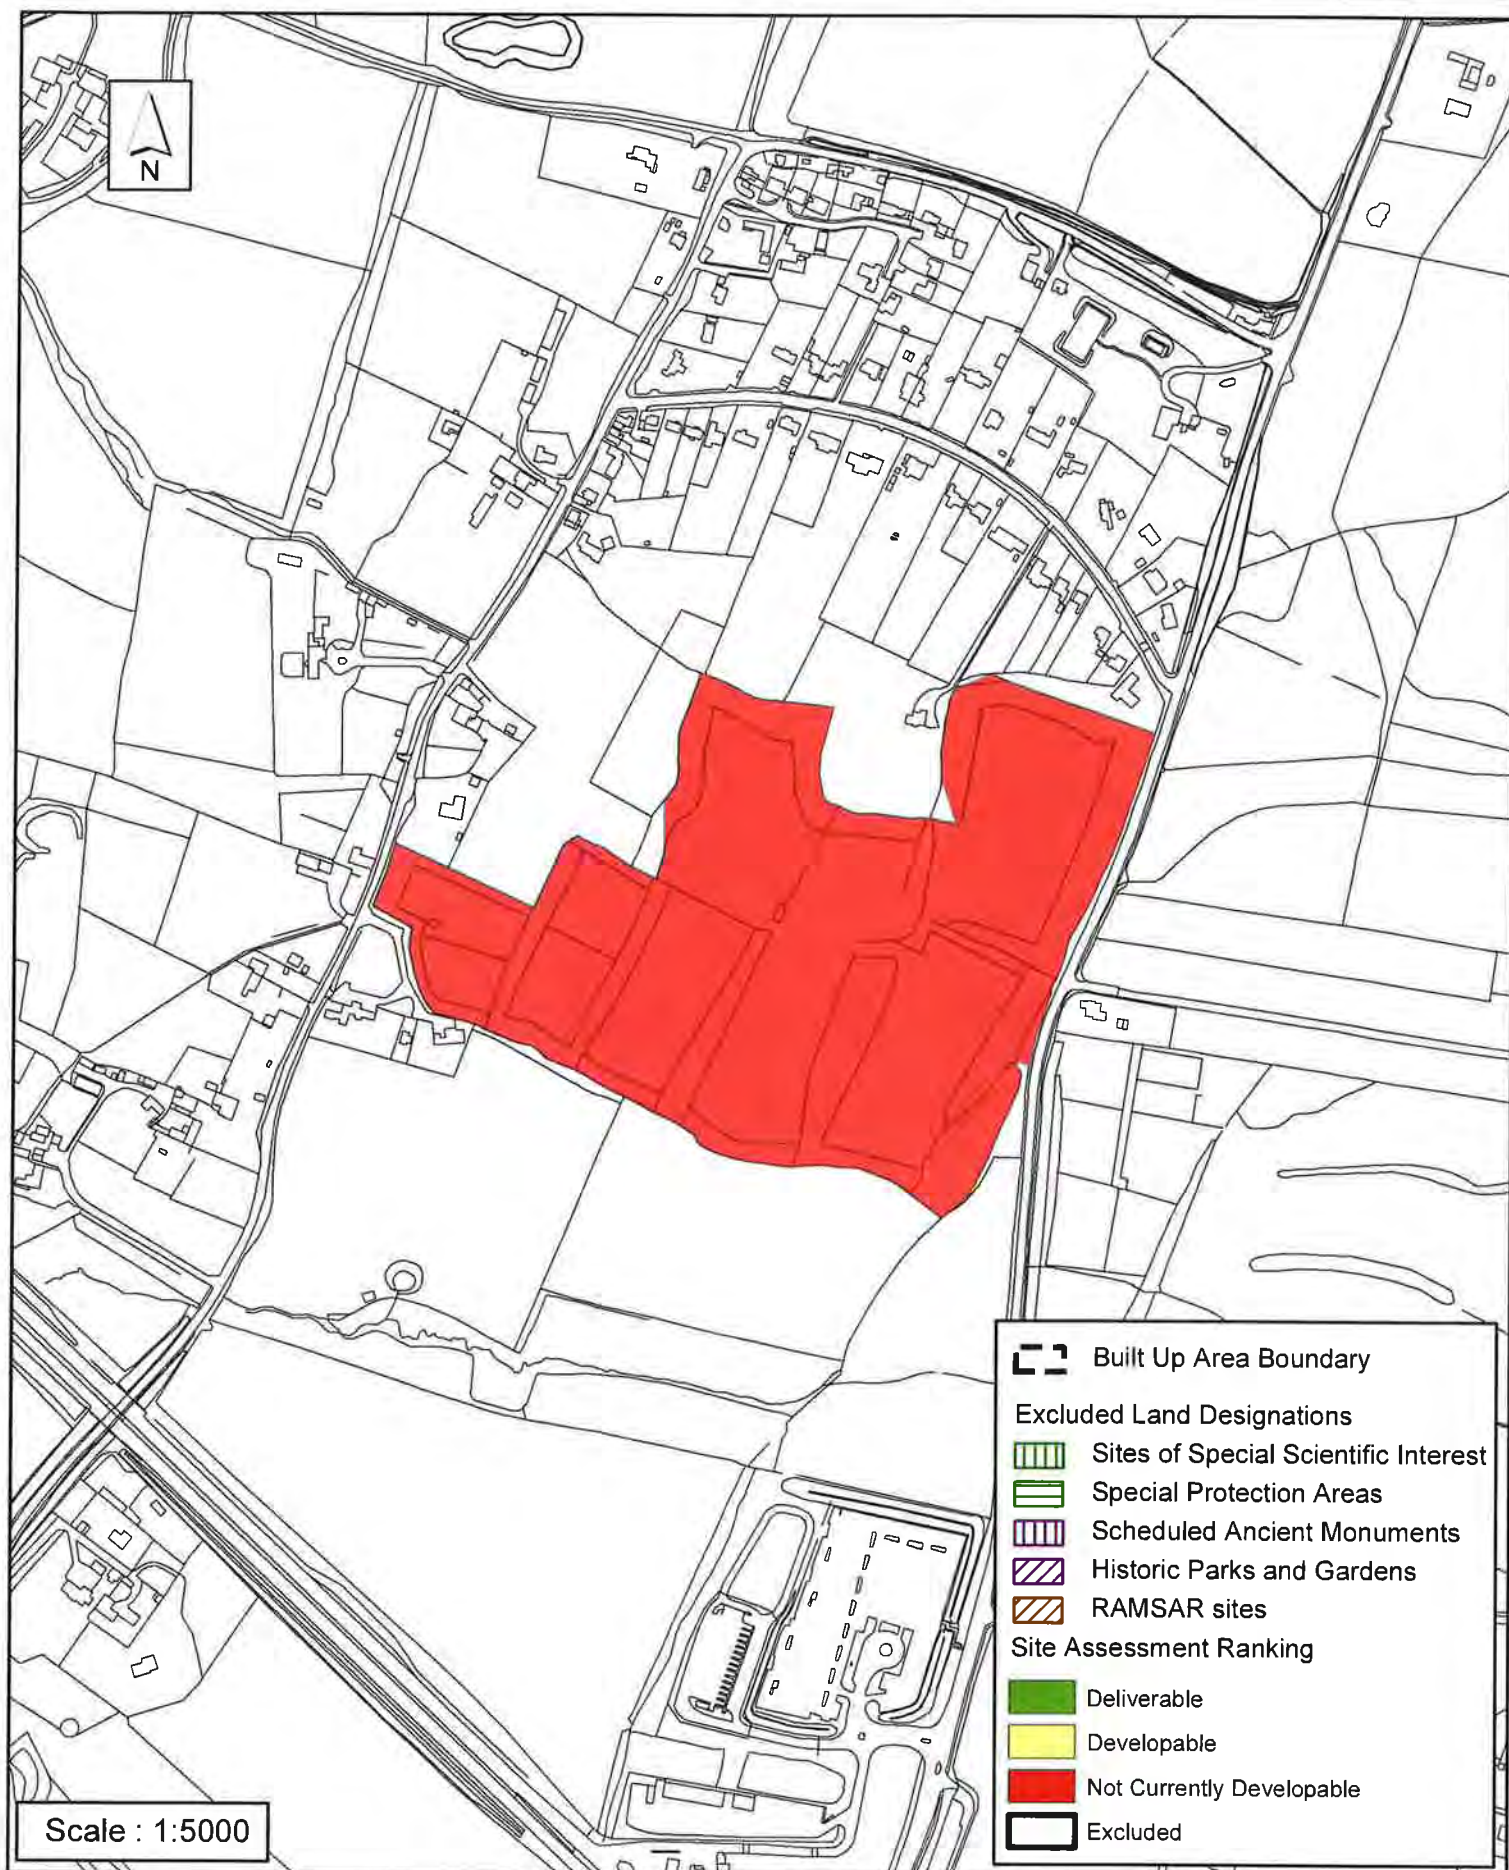 N
Built Up Area Boundary
Excluded Land Designations
Sites of Special Scientific Interest
Special Protection Areas
Scheduled Ancient Monuments
Historic Parks and Gardens
RAMSAR sites
Site Assessment Ranking
Deliverable
Developable
Not Currently Developable
Excluded
Scale : 1:5000